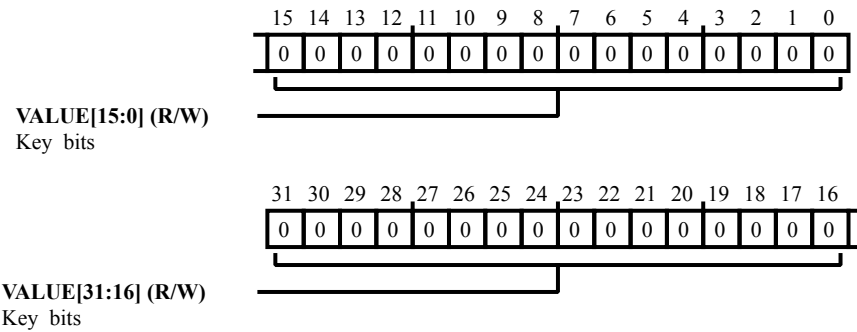 15 14 13 12 11 10 9 8 7 6 5 4 3 2 1 0
0 0 0 0 0 0 0 0 0 0 0 0 0 0 0 0
VALUE[15:0] (R/W)
Key bits
31 30 29 28 27 26 25 24 23 22 21 20 19 18 17 16
0 0 0 0 0 0 0 0 0 0 0 0 0 0 0 0
VALUE[31:16] (R/W)
Key bits